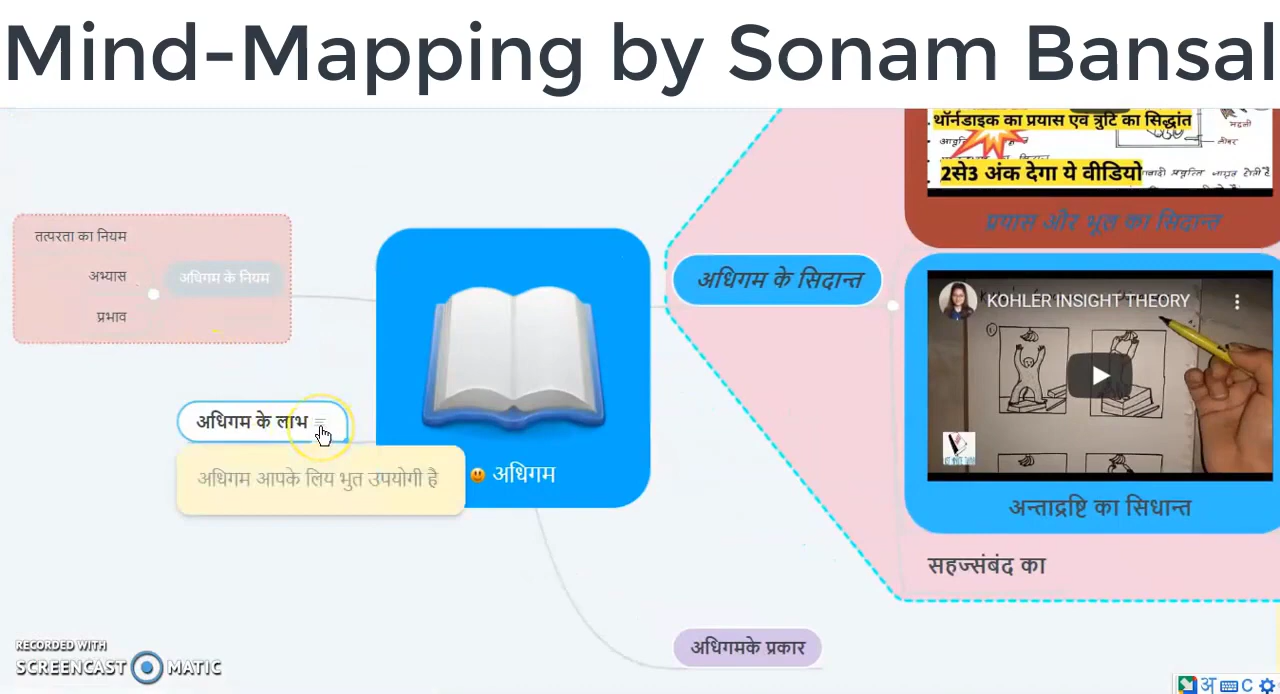 Mind-Mapping by Sonam Bansal
थॉर्नडाइक का प्रयास एवं त्रुटि का सिद्धांत
मछली
लीवर
2से3 अंक देगा ये वीडियो
प्रयास और भूल का सिदान्त
तत्परता का नियम
अभ्यास
प्रभाव
अधिगम के नियम
अधिगम के सिदान्त
KOHLER INSIGHT THEORY
अधिगम के लाभ
अधिगम आपके लिय भुत उपयोगी है
अधिगम
अन्ताद्रष्टि का सिधान्त
सहज्संबंद का
अधिगमके प्रकार
RECORDED WITH
SCREENCAST MATIC
अ